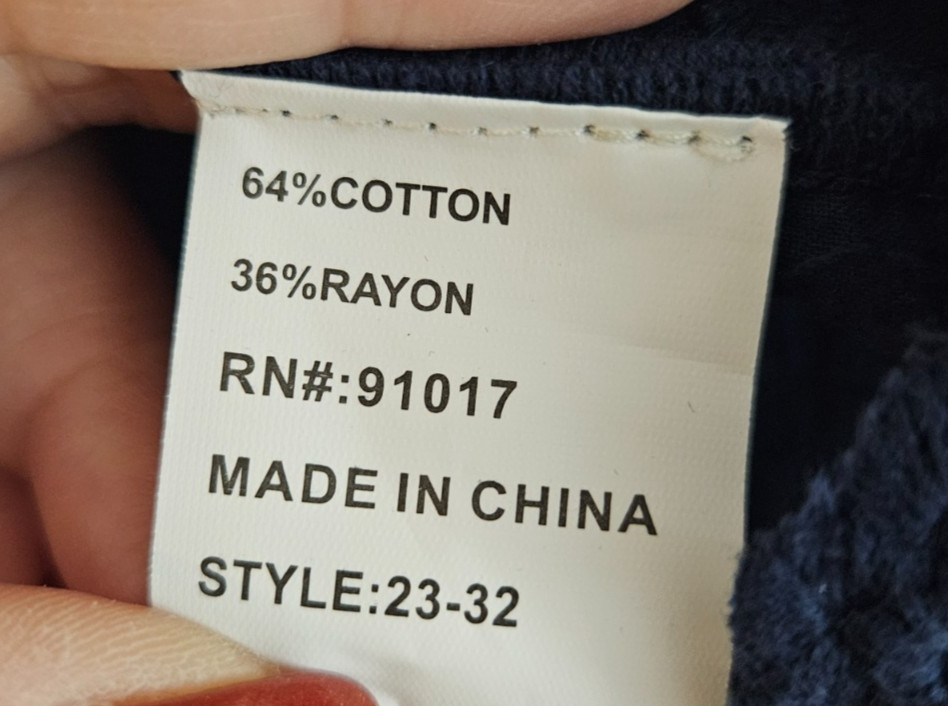 64%COTTON
36%RAYON
RN#:91017
MADE IN CHINA
STYLE:23-32